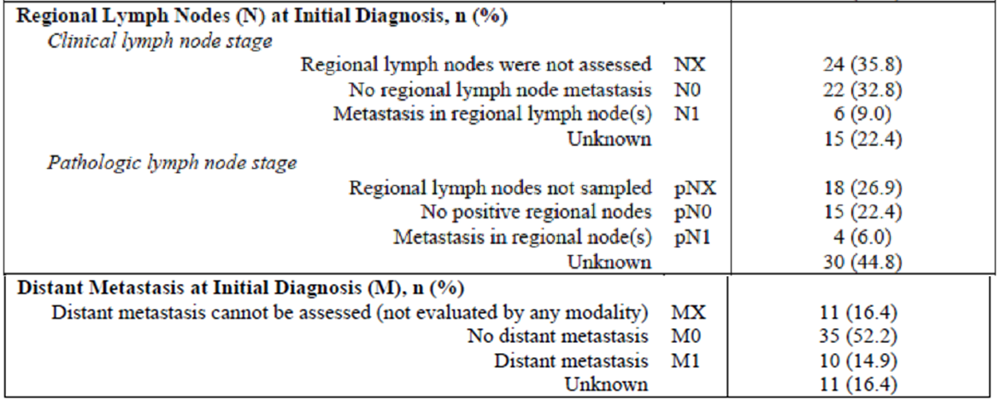 Regional Lymph Nodes (N) at Initial Diagnosis, n (%)
Clinical lymph node stage
Regional lymph nodes were not assessed NX 24 (35.8)
No regional lymph node metastasis N0 22 (32.8)
Metastasis in regional lymph node(s) N1 6 (9.0)
Unknown 15 (22.4)
Pathologic lymph node stage
Regional lymph nodes not sampled pNX 18 (26.9)
No positive regional nodes pN0 15 (22.4)
Metastasis in regional node(s) pN1 4 (6.0)
Unknown 30 (44.8)
Distant Metastasis at Initial Diagnosis (M), n (%)
Distant metastasis cannot be assessed (not evaluated by any modality) MX 11 (16.4)
No distant metastasis M0 35 (52.2)
Distant metastasis M1 10 (14.9)
Unknown 11 (16.4)